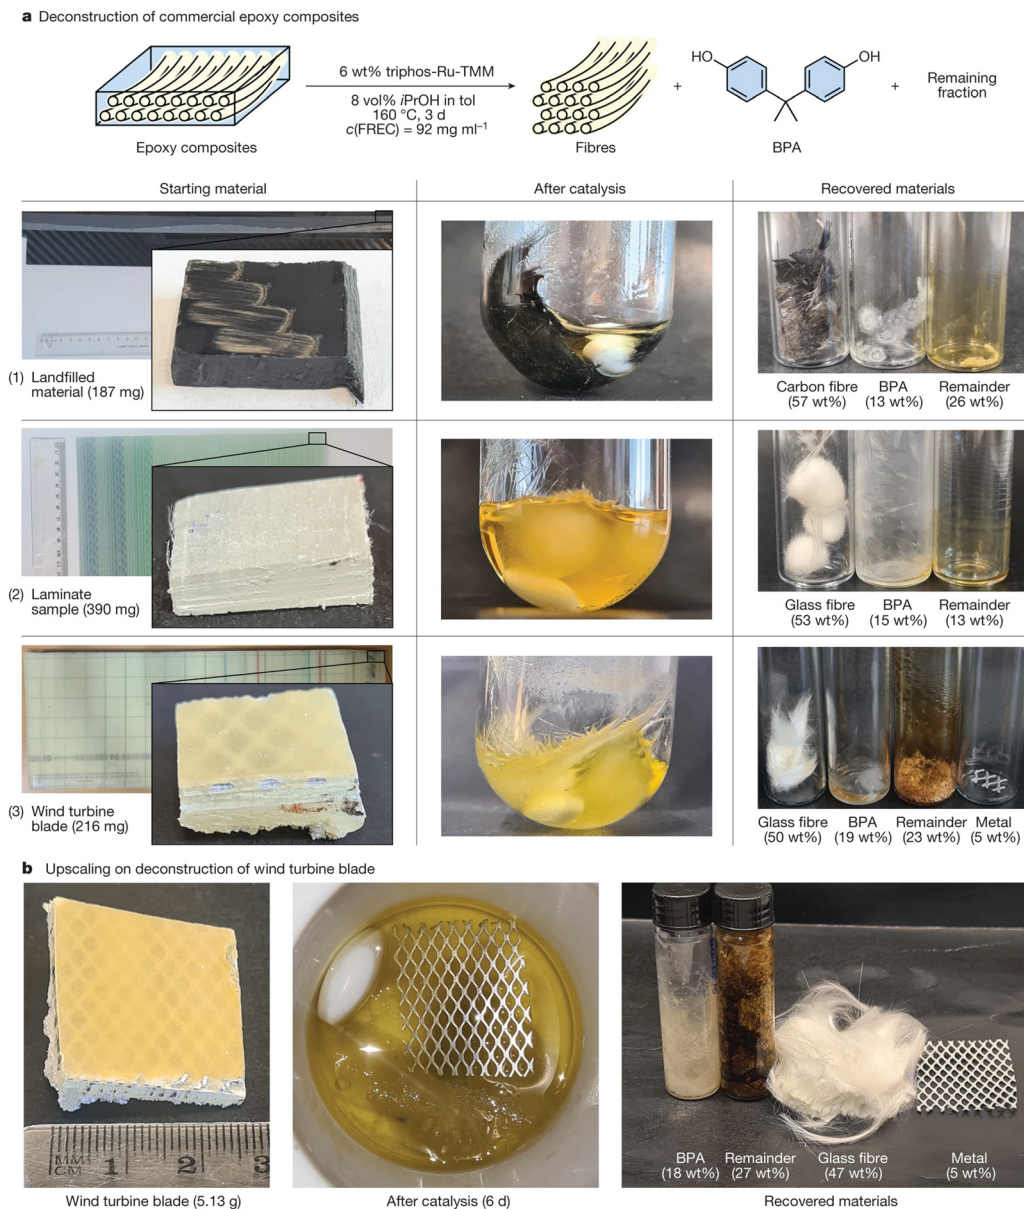 a Deconstruction of commercial epoxy composites
6 wt% triphos-Ru-TMM
8 vol% iPrOH in tol
160 °C, 3 d
c(FREC) = 92 mg ml⁻¹
Epoxy composites
+
Fibres
HO
OH
BPA
+
Remaining
fraction
Starting material
After catalysis
Recovered materials
(1) Landfilled
material (187 mg)
Carbon fibre
(57 wt%)
BPA
(13 wt%)
Remainder
(26 wt%)
(2) Laminate
sample (390 mg)
Glass fibre
(53 wt%)
BPA
(15 wt%)
Remainder
(13 wt%)
(3) Wind turbine
blade (216 mg)
Glass fibre
(50 wt%)
BPA
(19 wt%)
Remainder
(23 wt%)
Metal
(5 wt%)
b Upscaling on deconstruction of wind turbine blade
MM
CM
1
2
3
Wind turbine blade (5.13 g)
After catalysis (6 d)
BPA
(18 wt%)
Remainder
(27 wt%)
Glass fibre
(47 wt%)
Metal
(5 wt%)
Recovered materials